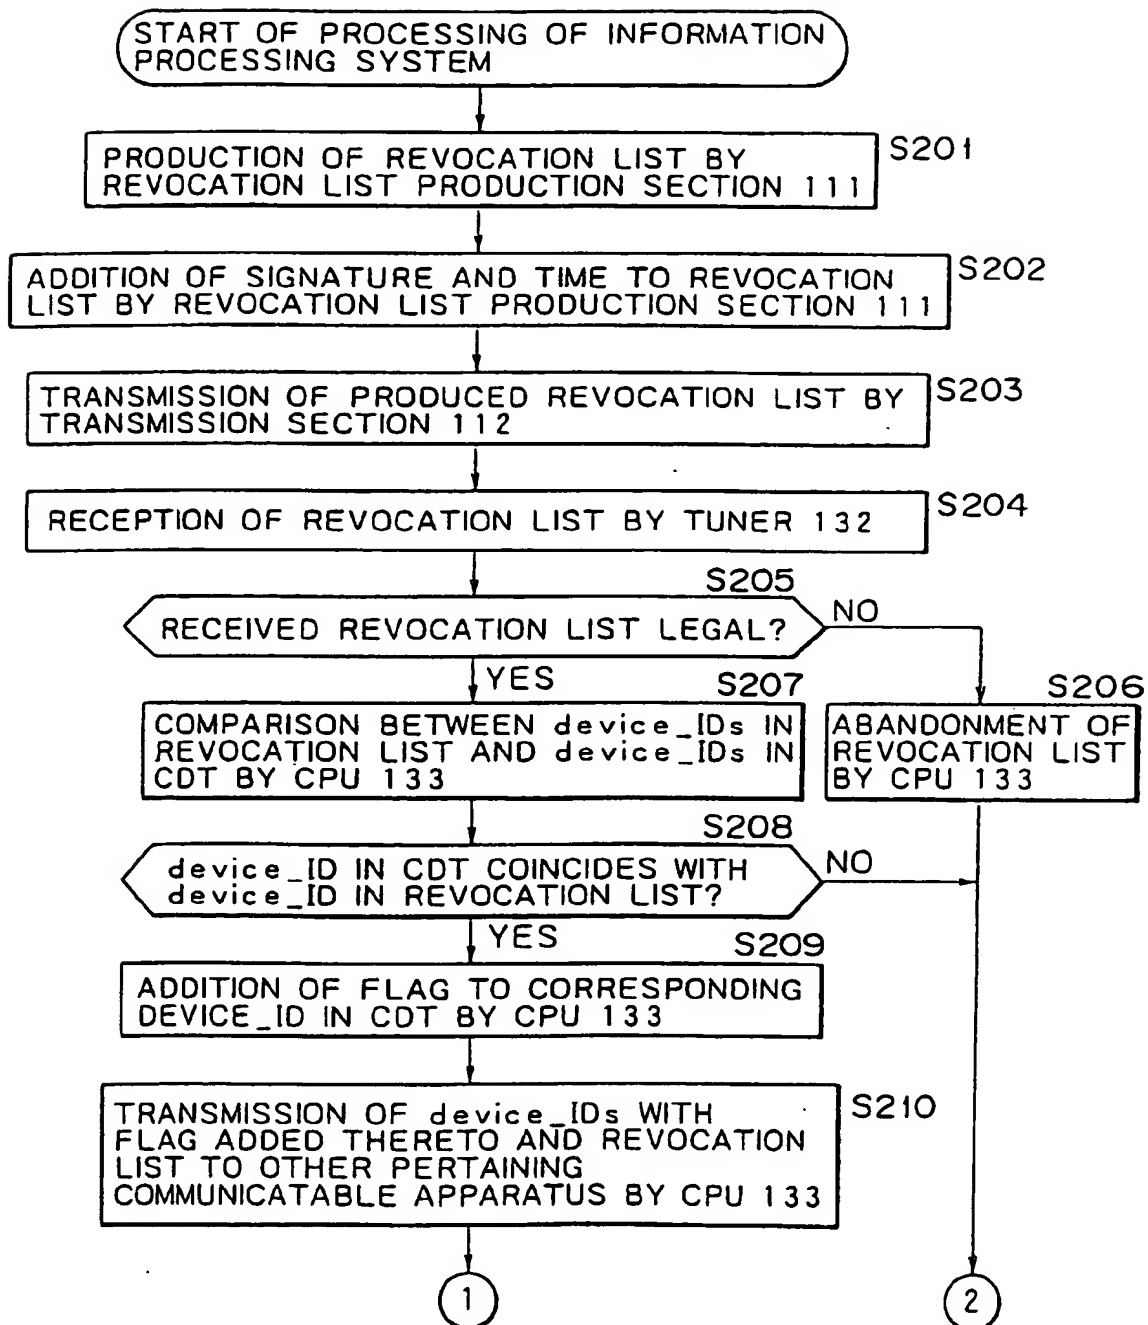 START OF PROCESSING OF INFORMATION
PROCESSING SYSTEM
S201
PRODUCTION OF REVOCATION LIST BY
REVOCATION LIST PRODUCTION SECTION 111
S202
ADDITION OF SIGNATURE AND TIME TO REVOCATION
LIST BY REVOCATION LIST PRODUCTION SECTION 111
S203
TRANSMISSION OF PRODUCED REVOCATION LIST BY
TRANSMISSION SECTION 112
S204
RECEPTION OF REVOCATION LIST BY TUNER 132
S205
RECEIVED REVOCATION LIST LEGAL?
NO
YES
S207
COMPARISON BETWEEN device_IDs IN
REVOCATION LIST AND device_IDs IN
CDT BY CPU 133
S206
ABANDONMENT OF
REVOCATION LIST
BY CPU 133
S208
device_ID IN CDT COINCIDES WITH
device_ID IN REVOCATION LIST?
NO
YES
S209
ADDITION OF FLAG TO CORRESPONDING
DEVICE_ID IN CDT BY CPU 133
S210
TRANSMISSION OF device_IDs WITH
FLAG ADDED THERETO AND REVOCATION
LIST TO OTHER PERTAINING
COMMUNICATABLE APPARATUS BY CPU 133
1
2